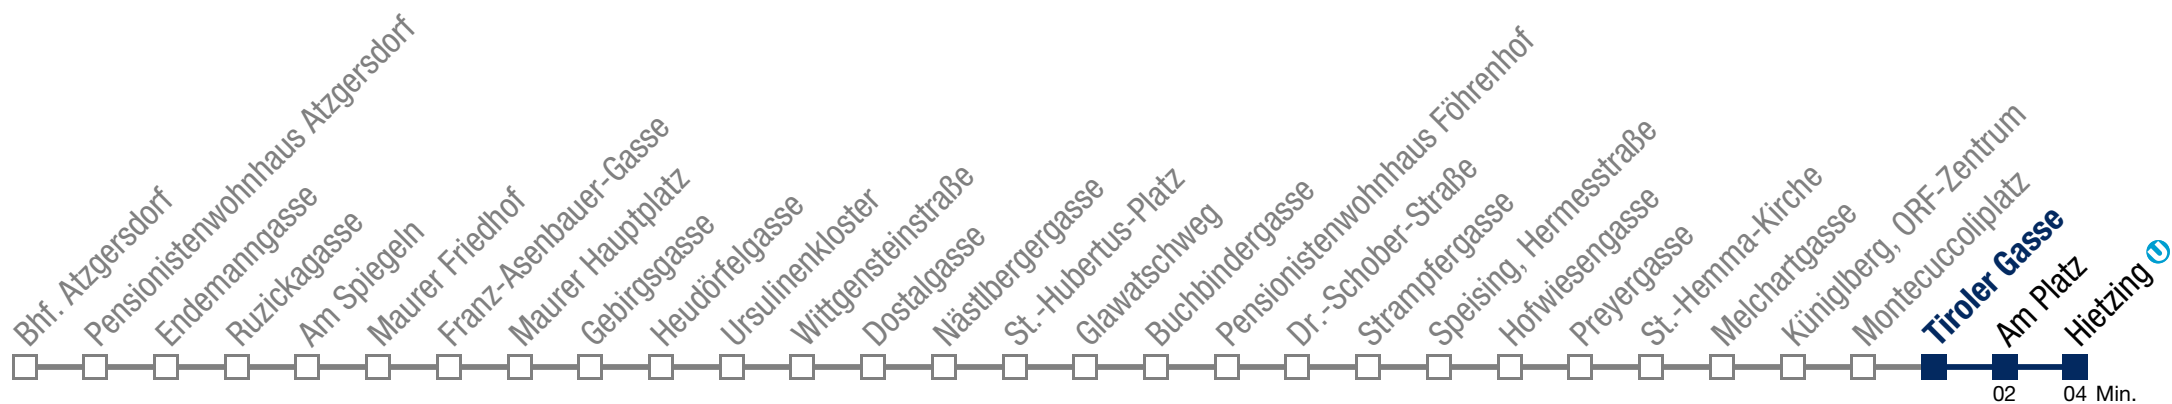 Bhf. Atzgersdorf
Pensionistenwohnhaus Atzgersdorf
Endemanngasse
Ruzickagasse
Am Spiegeln
Maurer Friedhof
Franz-Asenbauer-Gasse
Maurer Hauptplatz
Gebirgsgasse
Heudörfelgasse
Ursulinenkloster
Wittgensteinstraße
Dostalgasse
Nästlbergergasse
St.-Hubertus-Platz
Glawatschweg
Buchbindergasse
Pensionistenwohnhaus Föhrenhof
Dr.-Schober-Straße
Strampfergasse
Speising, Hermesstraße
Hofwiesengasse
Preyergasse
St.-Hemma-Kirche
Melchartgasse
Küniglberg, ORF-Zentrum
Montecuccoliplatz
Tiroler Gasse
Am Platz
Hietzing U
02 04 Min.